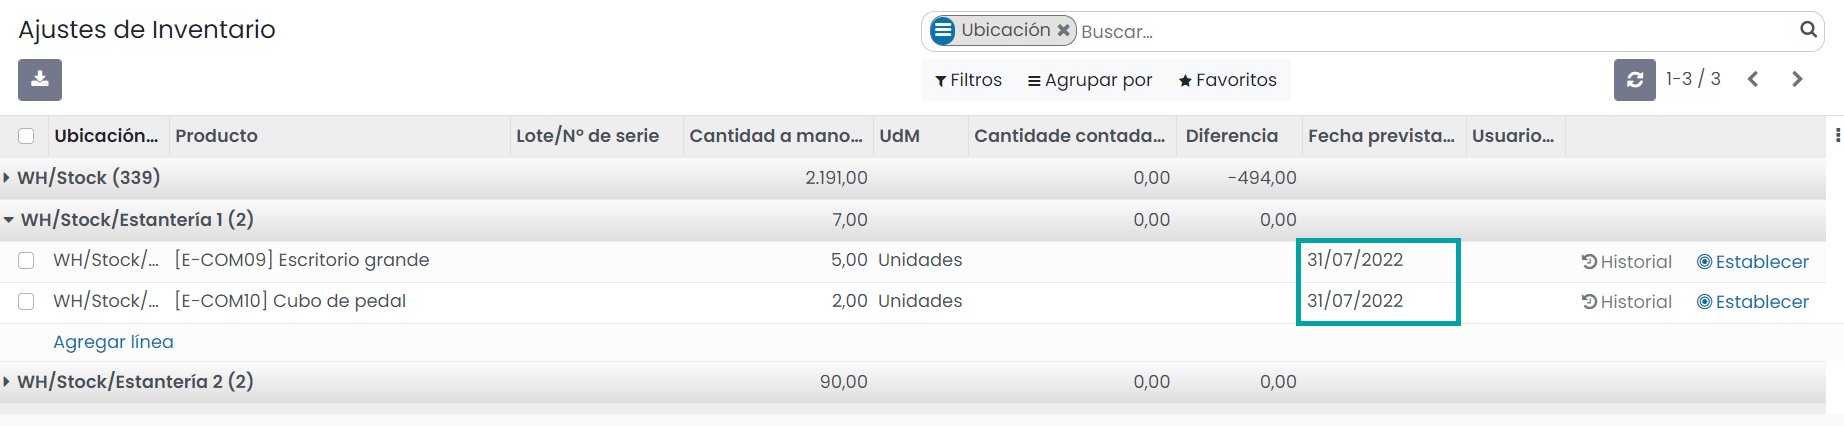 Ajustes de Inventario
Ubicación Buscar...
Filtros Agrupar por Favoritos
1-3 / 3
Ubicación... Producto Lote/Nº de serie Cantidad a mano... UdM Cantidade contada... Diferencia Fecha prevista... Usuario...
WH/Stock (339) 2.191,00 0,00 -494,00
WH/Stock/Estantería 1 (2) 7,00 0,00 0,00
WH/Stock/... [E-COM09] Escritorio grande 5,00 Unidades 31/07/2022 Historial Establecer
WH/Stock/... [E-COM10] Cubo de pedal 2,00 Unidades 31/07/2022 Historial Establecer
Agregar línea
WH/Stock/Estantería 2 (2) 90,00 0,00 0,00